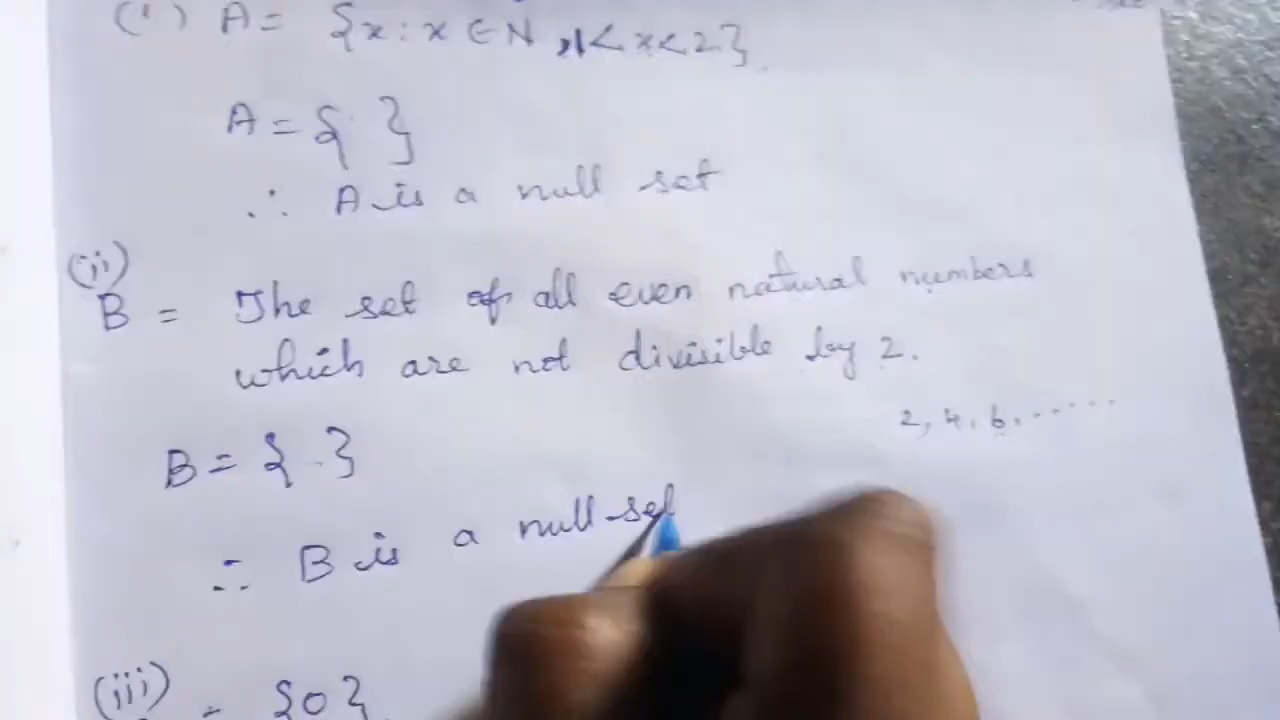 (i) A = {x : x ∈ N, 1 < x < 2}.
A = { }
∴ A is a null set
(ii)
B = The set of all even natural numbers
which are not divisible by 2.
2, 4, 6, ......
B = { }
∴ B is a null set
(iii)
= {0}